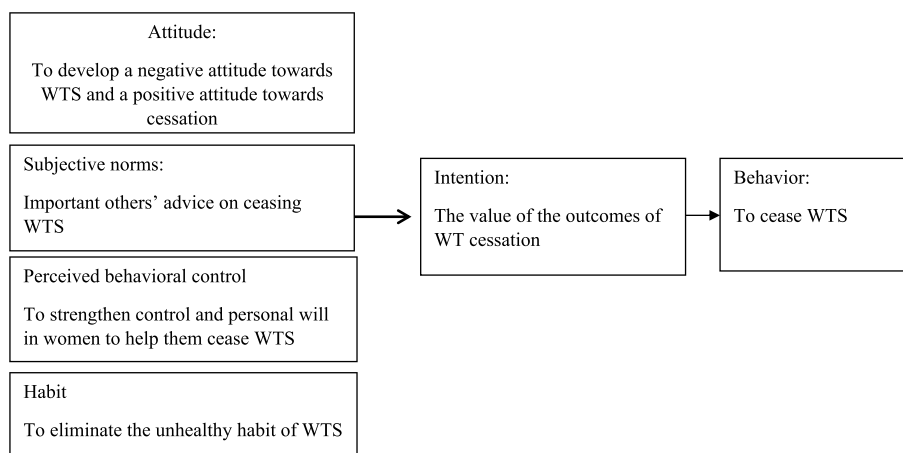 Attitude:
To develop a negative attitude towards
WTS and a positive attitude towards
cessation
Subjective norms:
Important others’ advice on ceasing
WTS
Perceived behavioral control
To strengthen control and personal will
in women to help them cease WTS
Habit
To eliminate the unhealthy habit of WTS
Intention:
The value of the outcomes of
WT cessation
Behavior:
To cease WTS